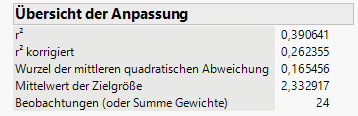 Übersicht der Anpassung
r² 0,390641
r² korrigiert 0,262355
Wurzel der mittleren quadratischen Abweichung 0,165456
Mittelwert der Zielgröße 2,332917
Beobachtungen (oder Summe Gewichte) 24